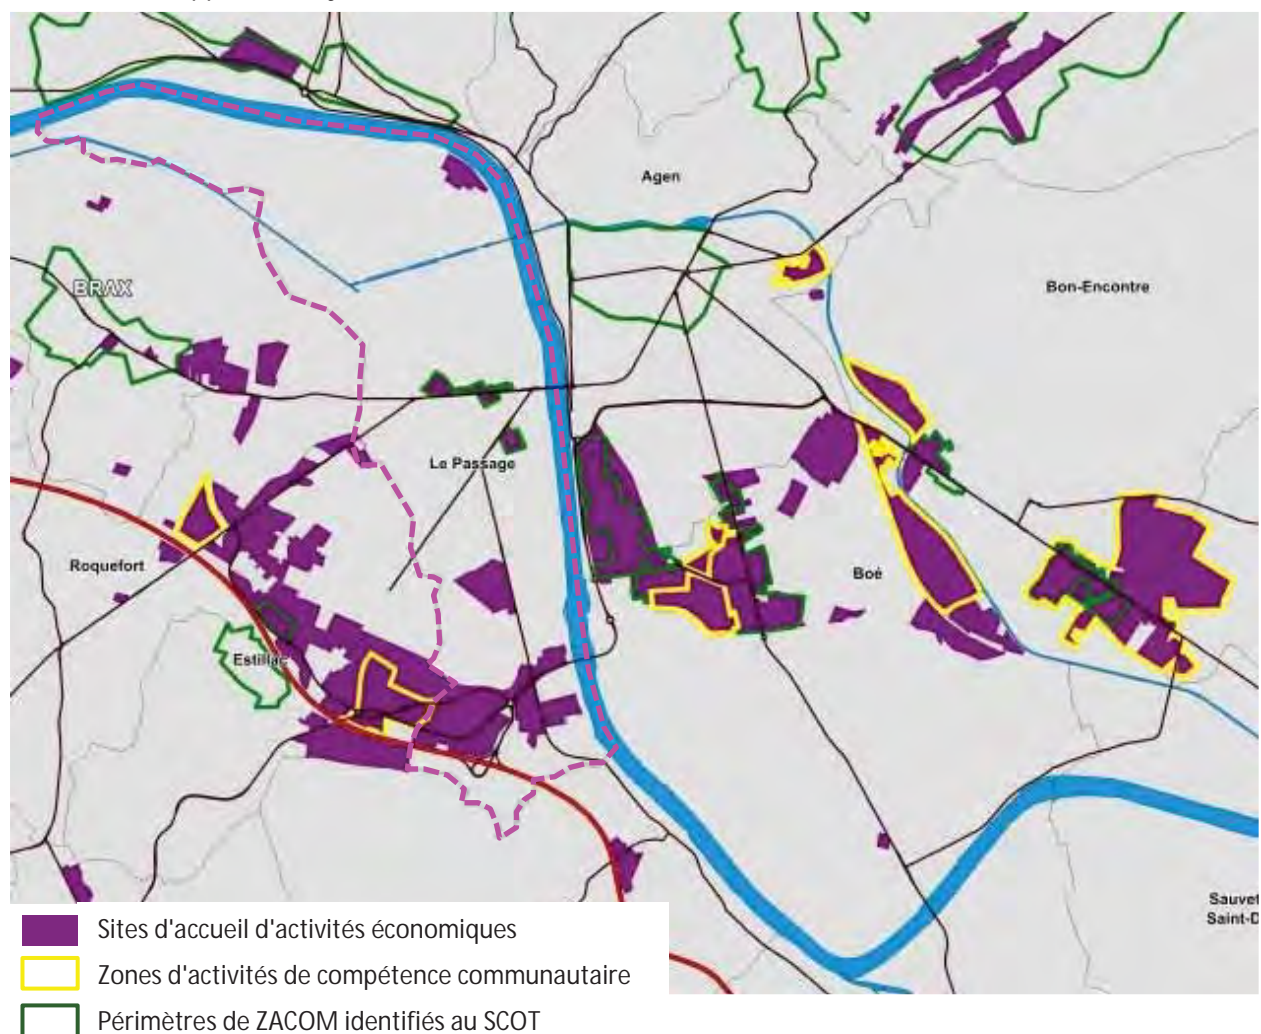 Agen
BRAX
Bon-Encontre
Le Passage
Roquefort
Boé
Estillac
Sauvet
Saint-D
Sites d'accueil d'activités économiques
Zones d'activités de compétence communautaire
Périmètres de ZACOM identifiés au SCOT